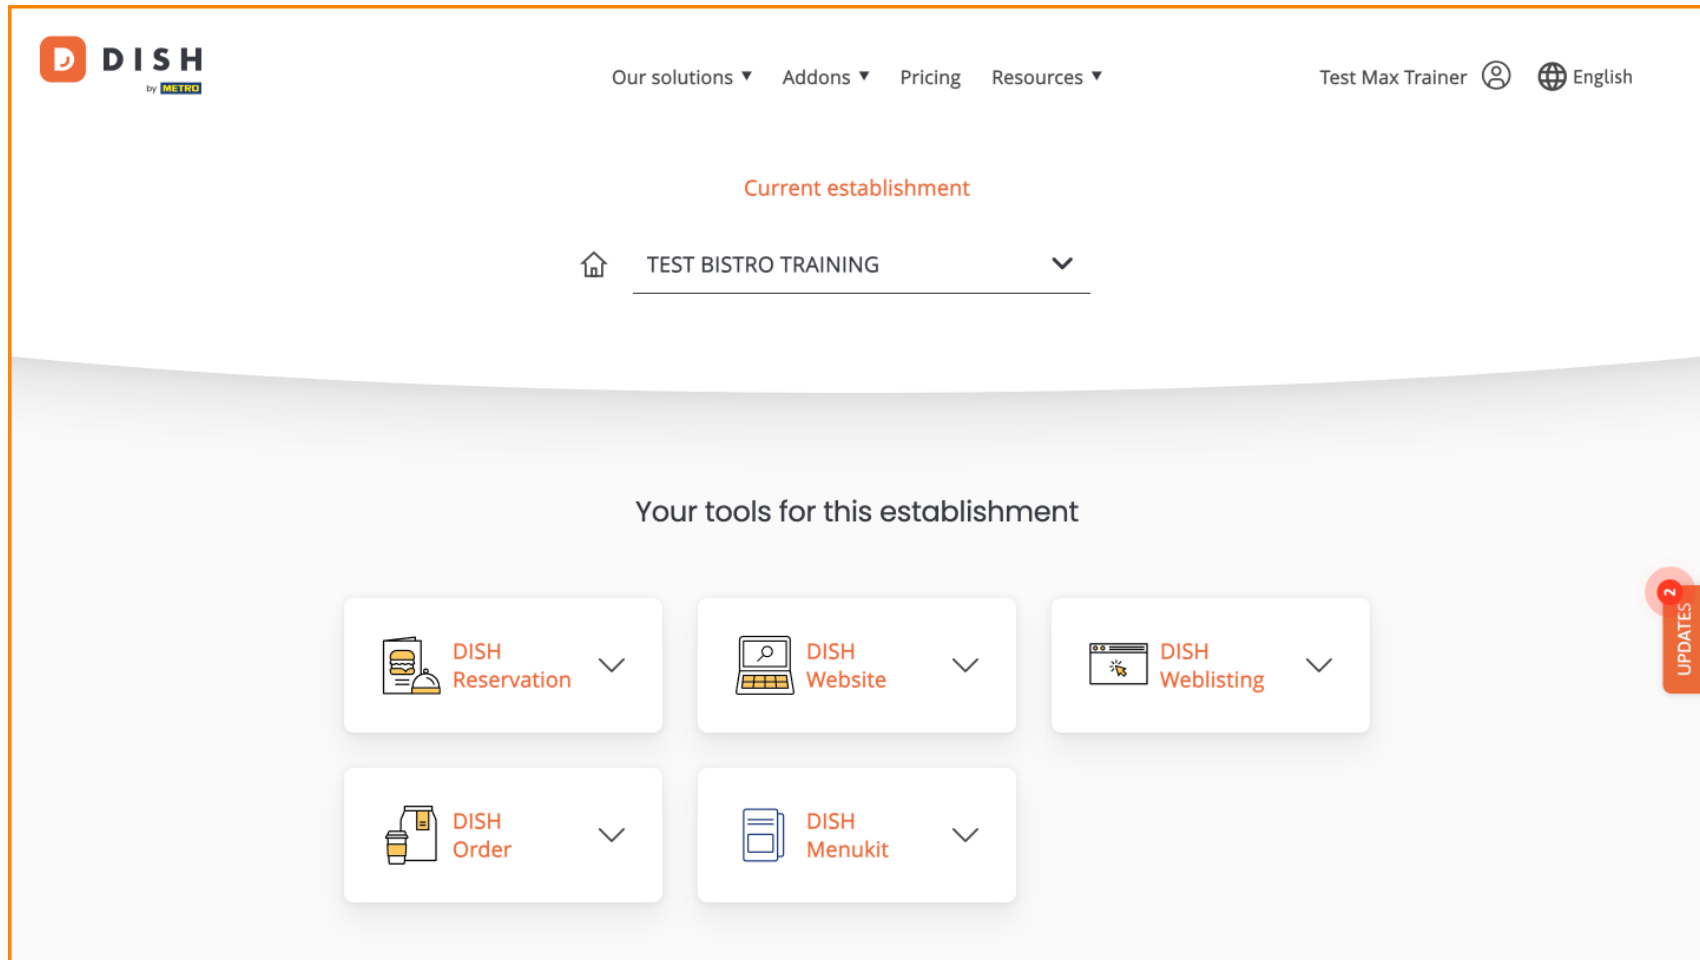 DISH
by METRO
Our solutions ▼ Addons ▼ Pricing Resources ▼
Test Max Trainer
English
Current establishment
TEST BISTRO TRAINING
Your tools for this establishment
DISH
Reservation
DISH
Website
DISH
Weblisting
DISH
Order
DISH
Menukit
2
UPDATES